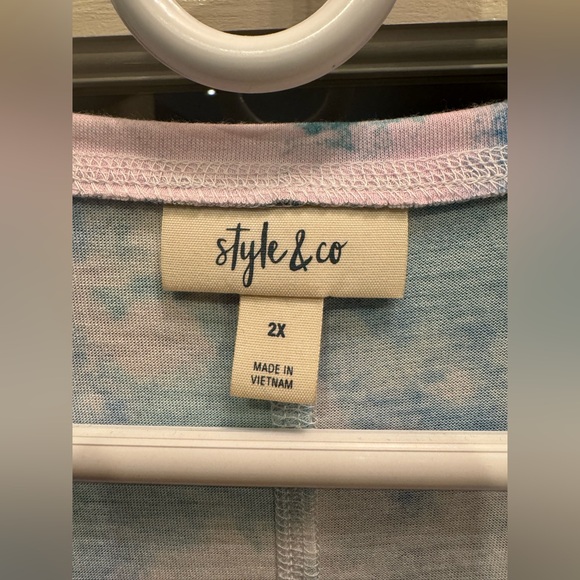 style & co
2X
MADE IN
VIETNAM